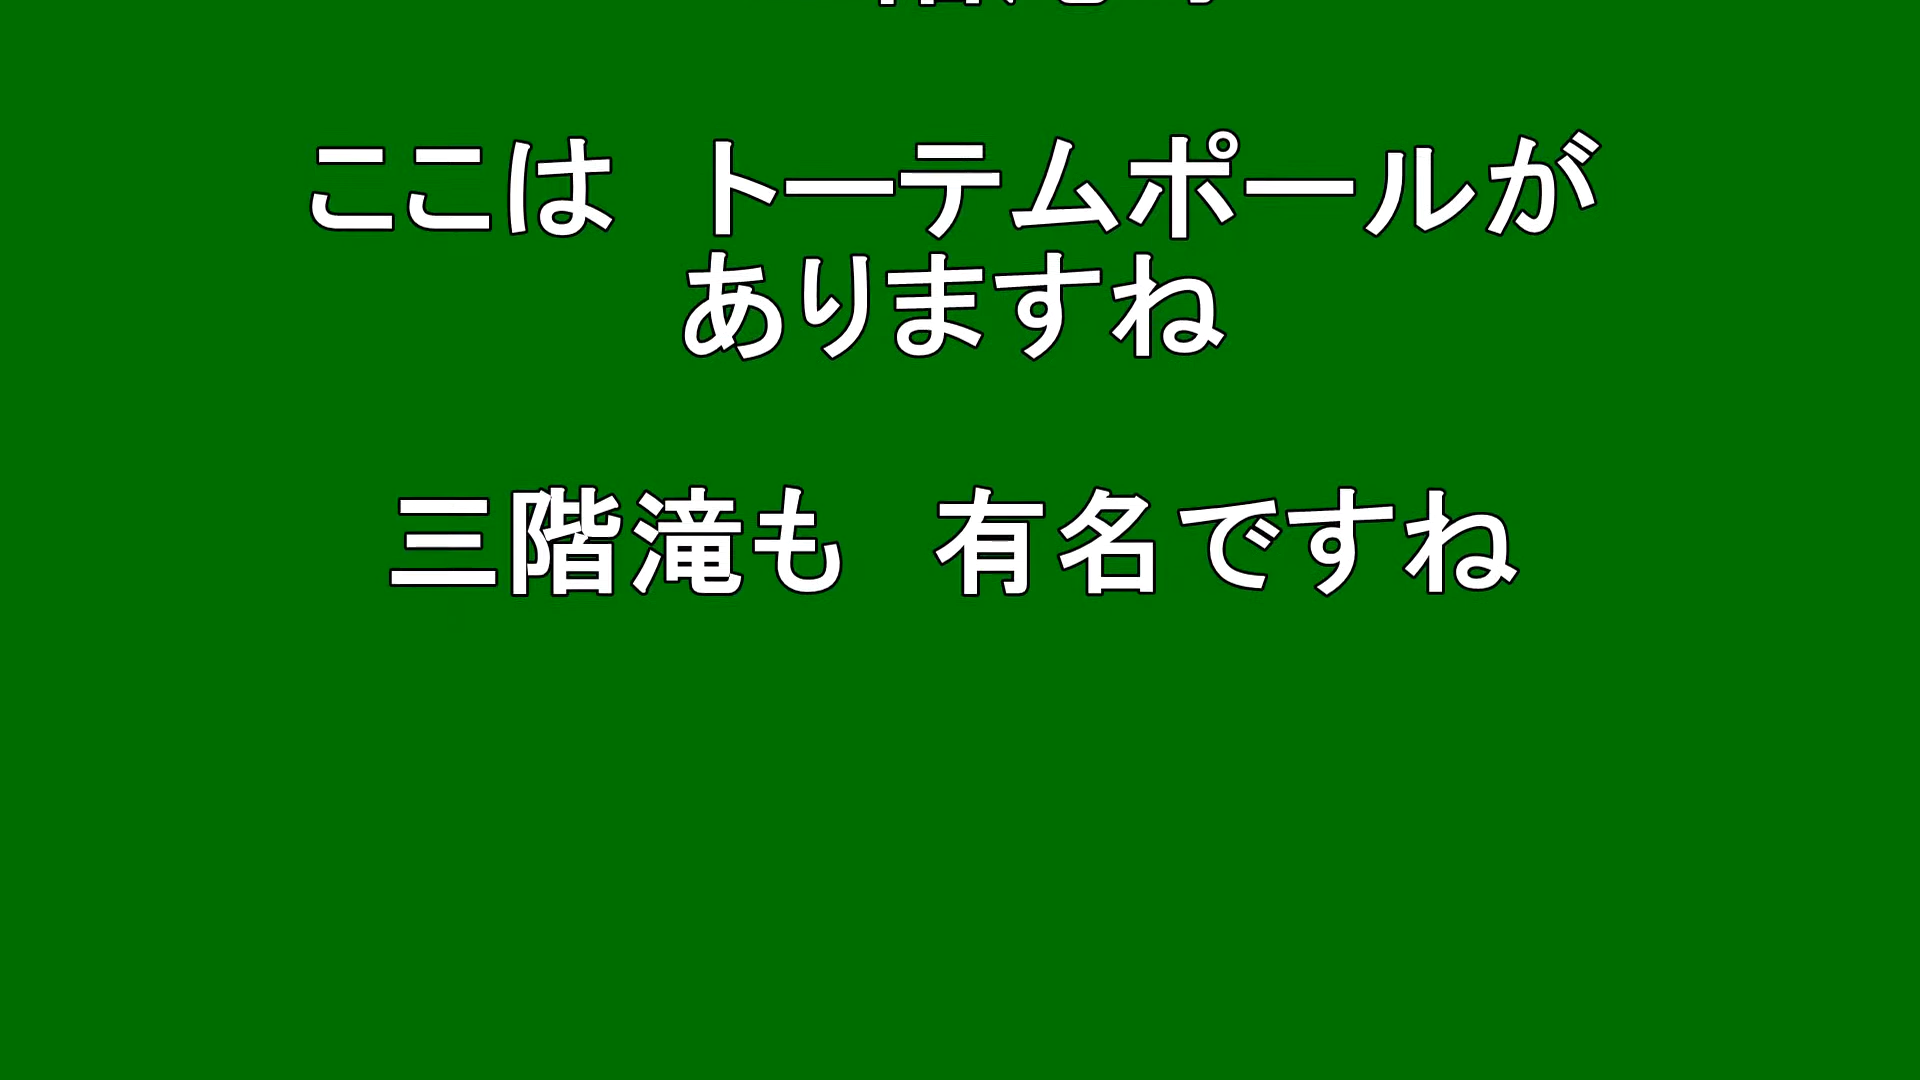 ここは　トーテムポールが
ありますね
三階滝も　有名ですね